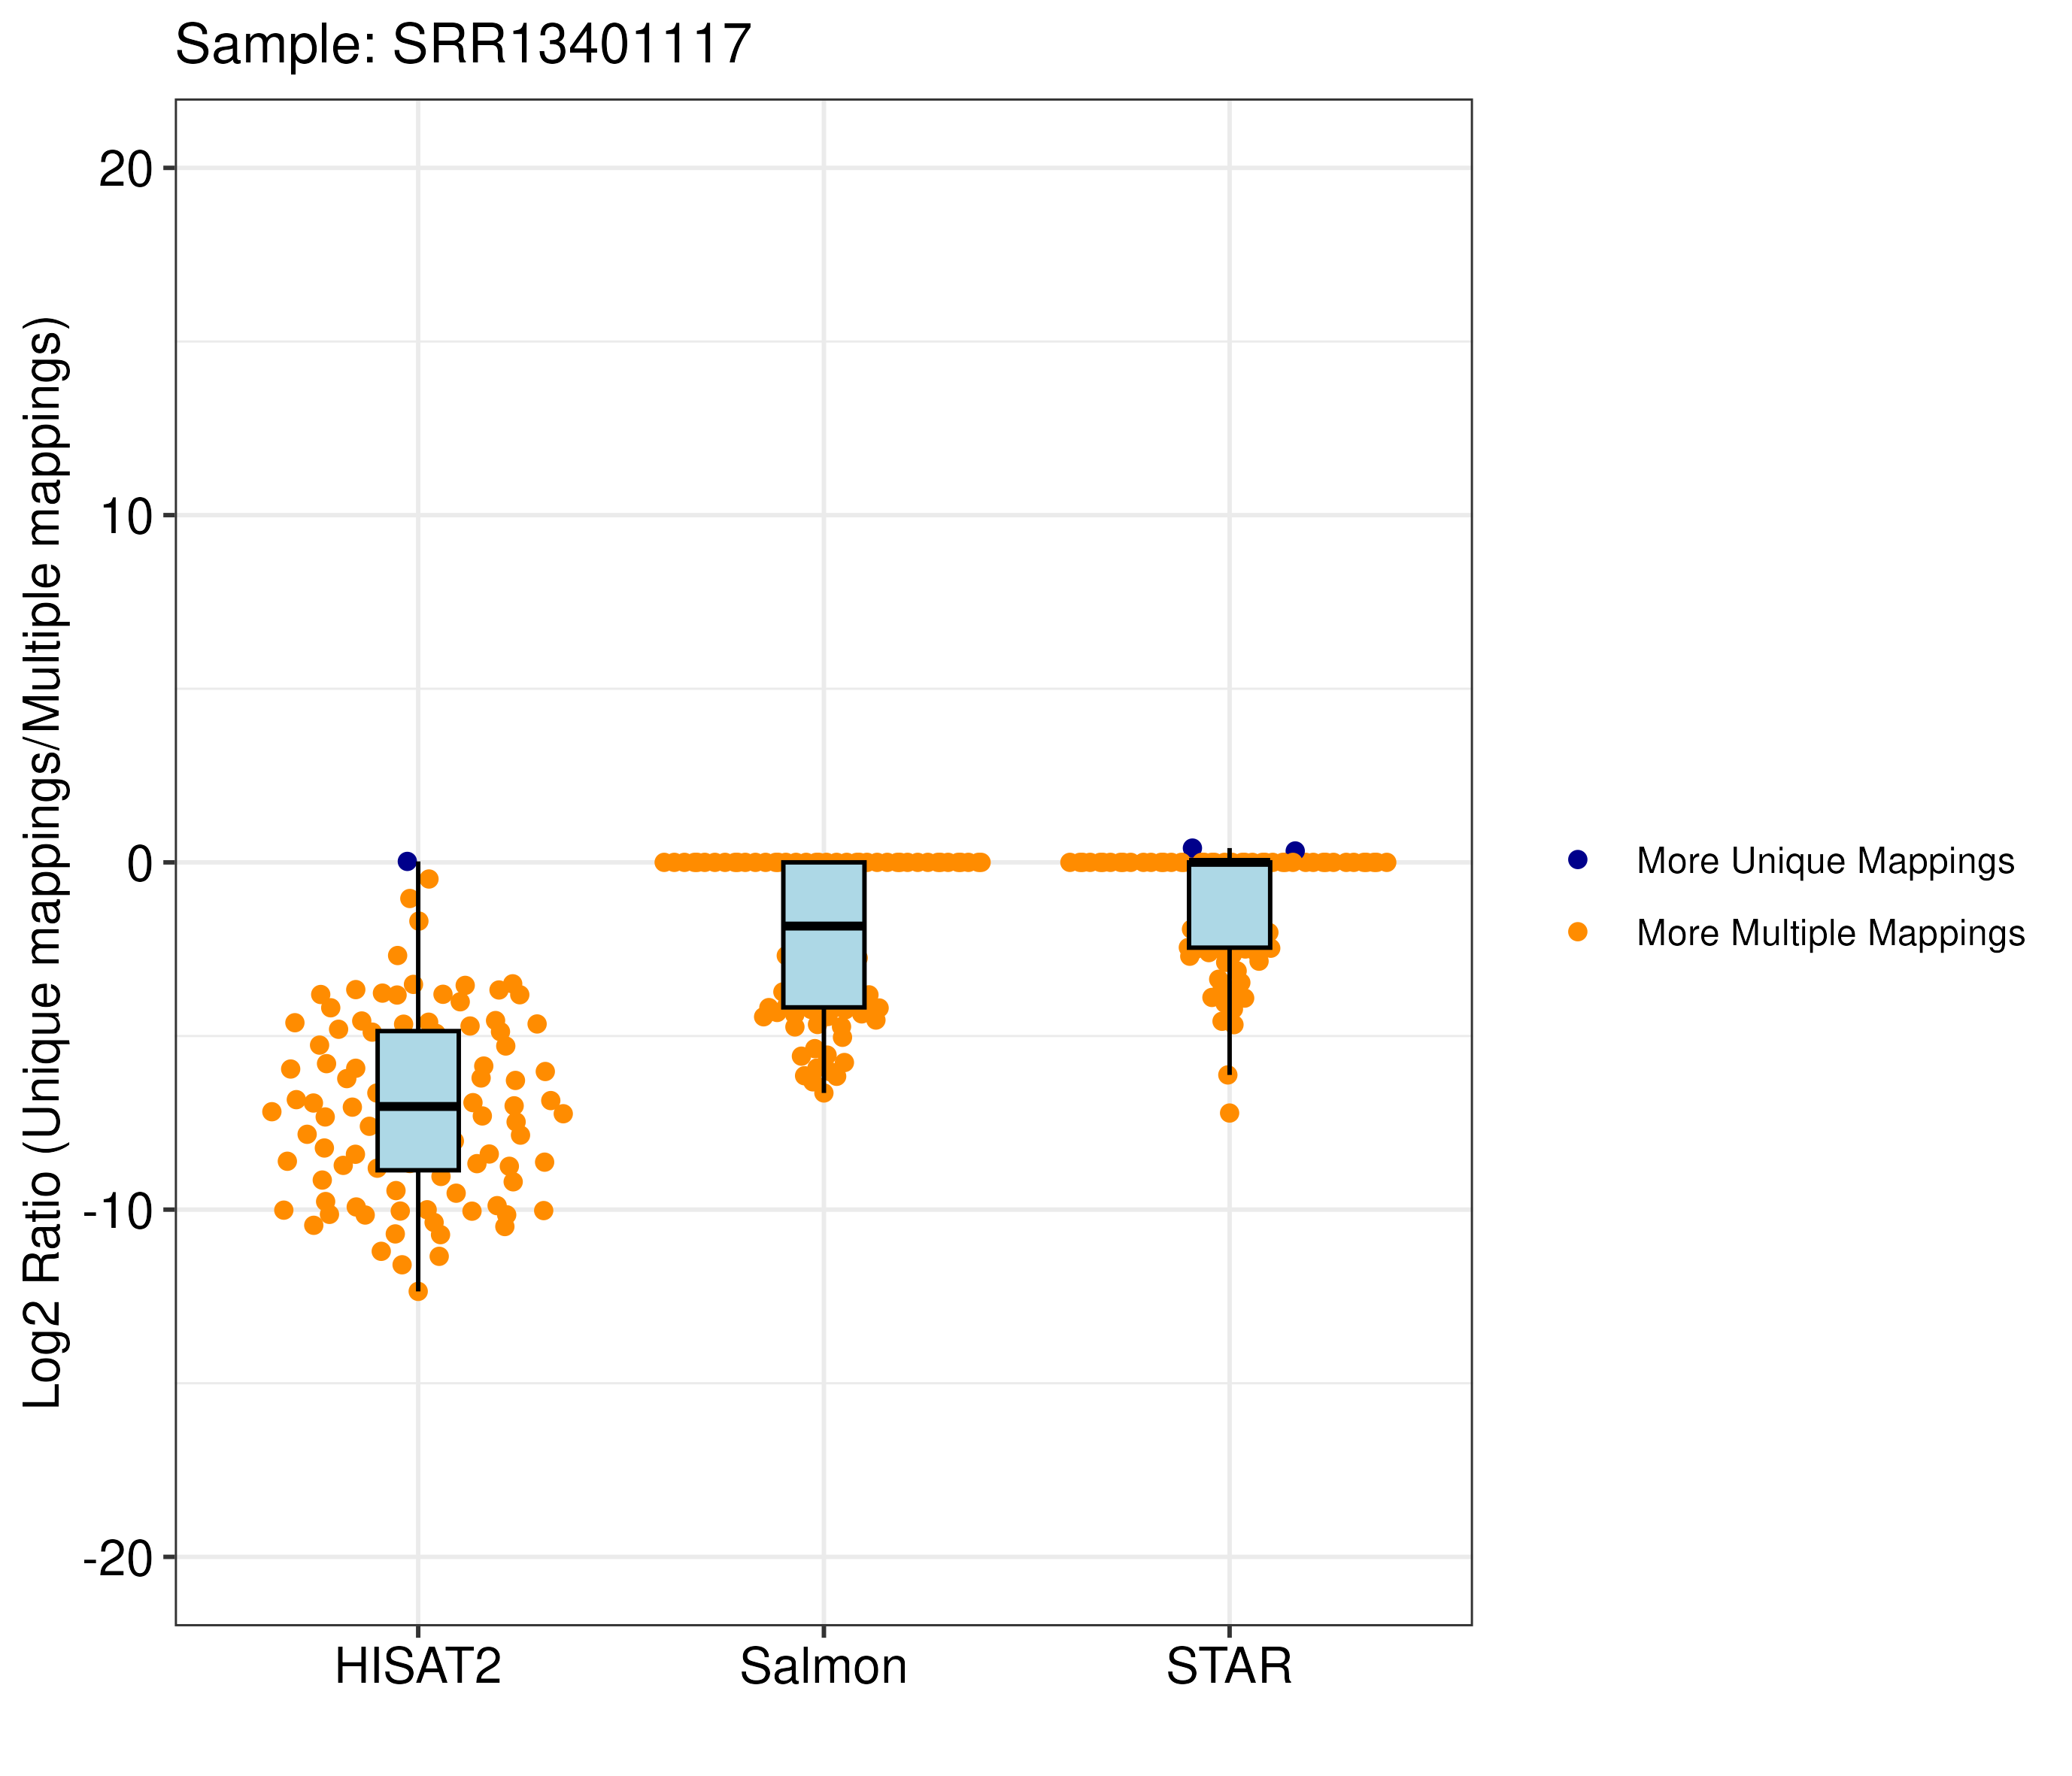 Sample: SRR13401117
Log2 Ratio (Unique mappings/Multiple mappings)
20
10
0
-10
-20
HISAT2
Salmon
STAR
More Unique Mappings
More Multiple Mappings